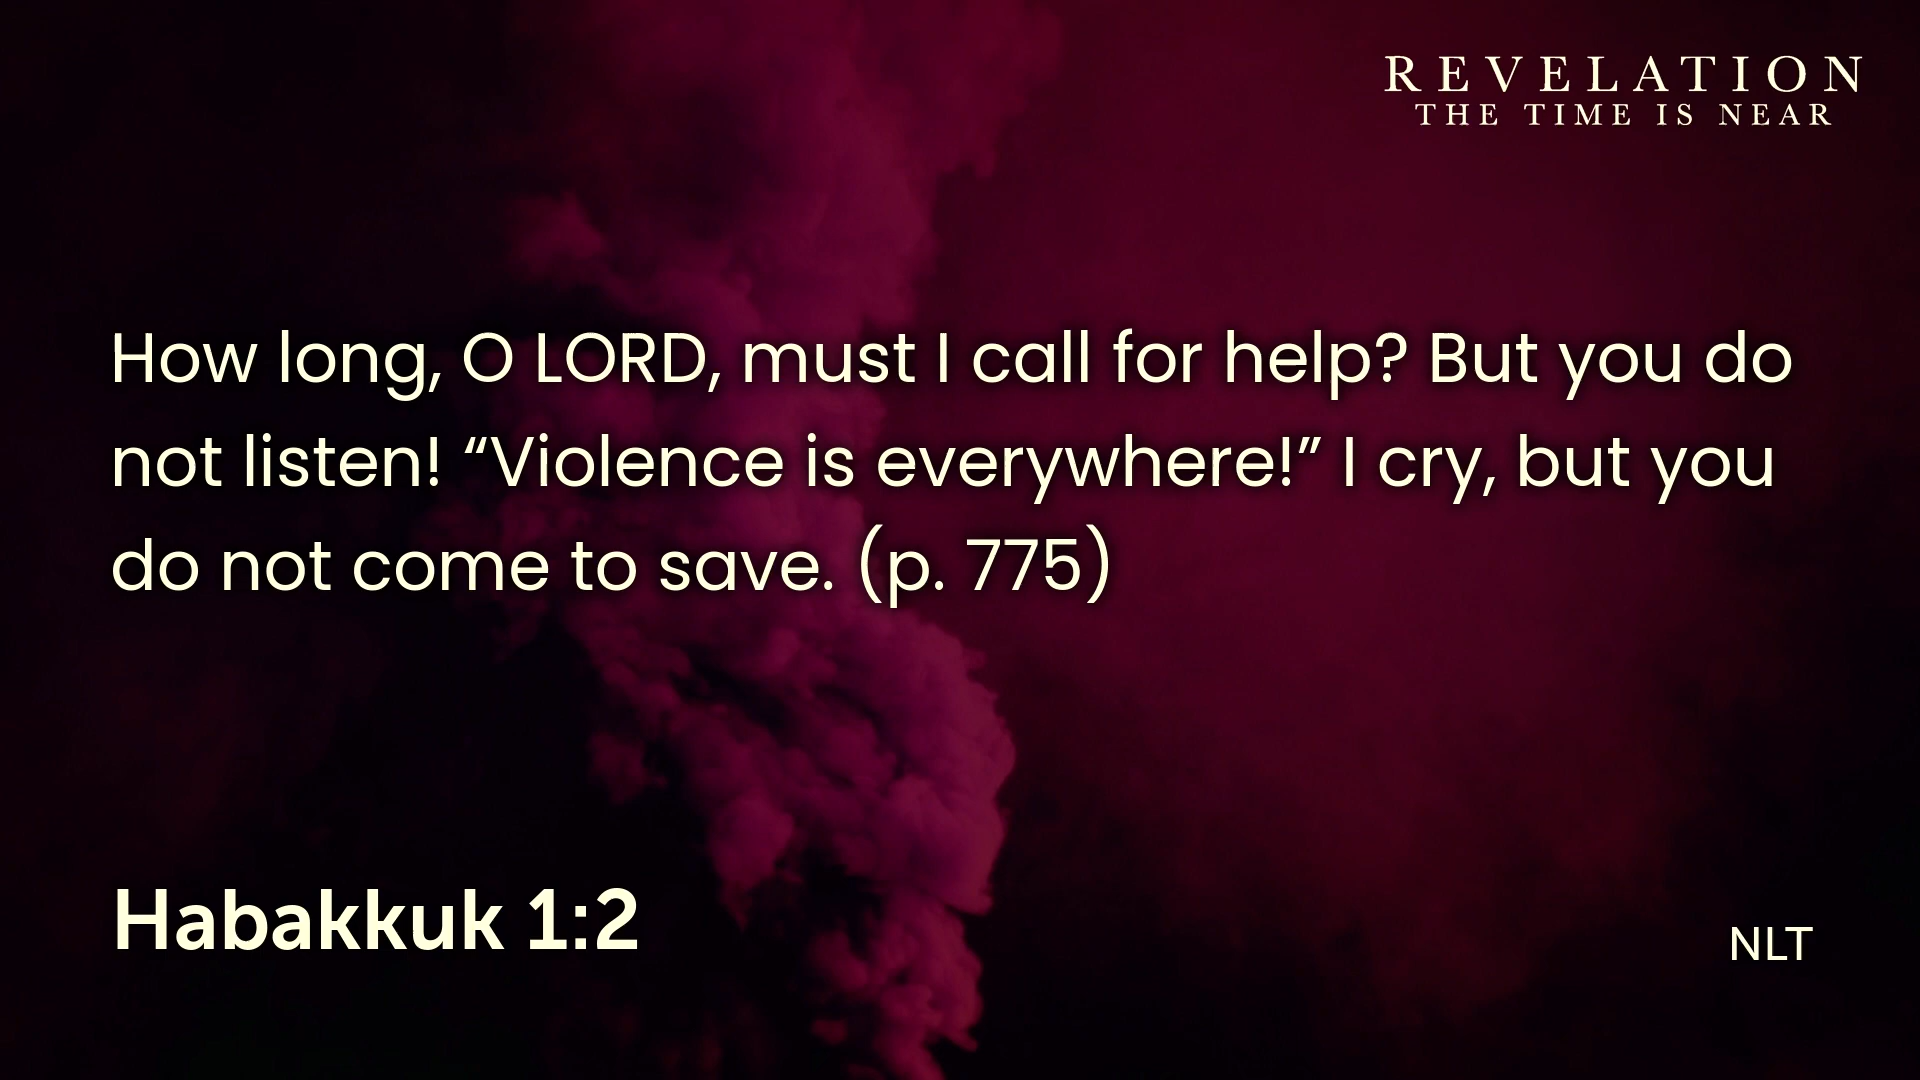 REVELATION
THE TIME IS NEAR
How long, O LORD, must I call for help? But you do
not listen! “Violence is everywhere!” I cry, but you
do not come to save. (p. 775)
Habakkuk 1:2
NLT